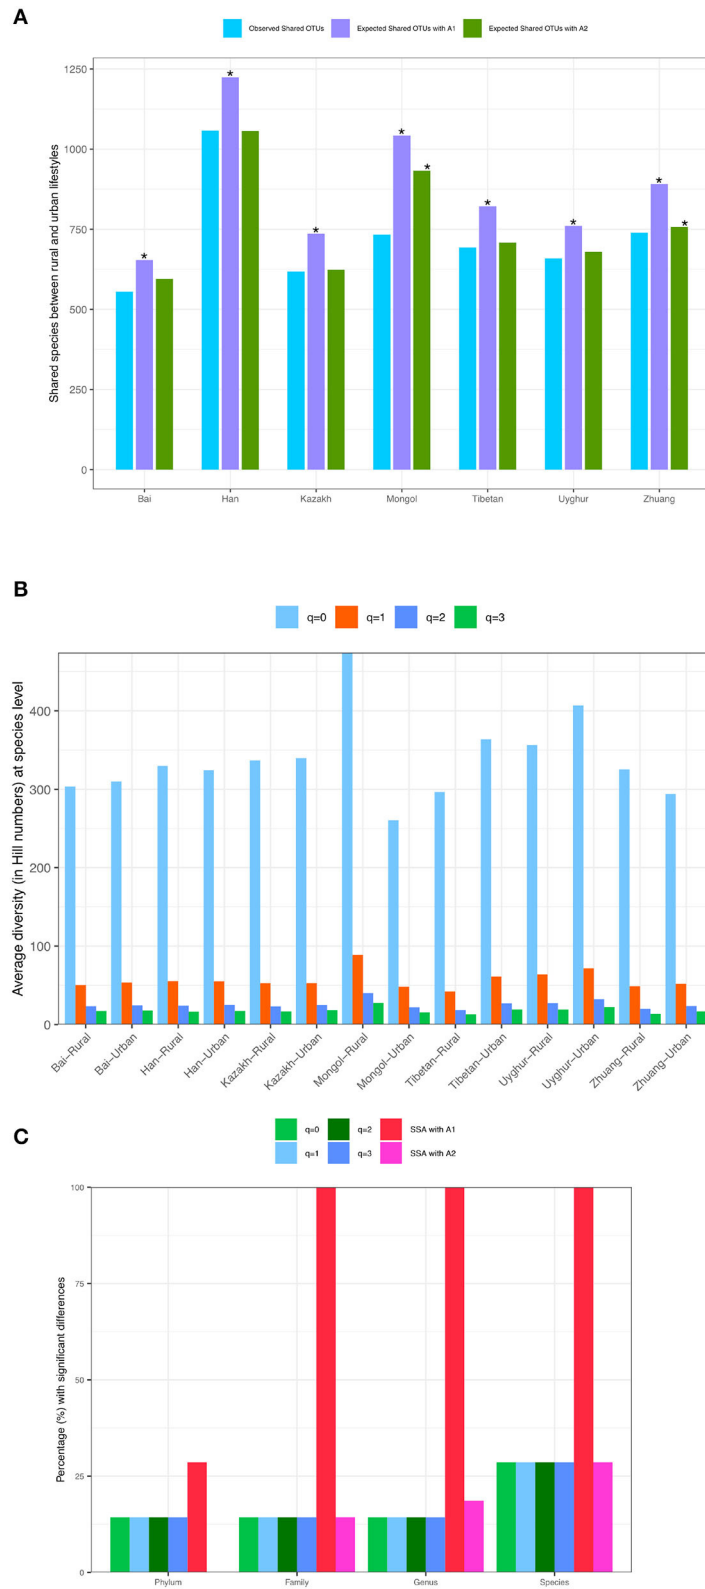 A
Observed Shared OTUs Expected Shared OTUs with A1 Expected Shared OTUs with A2
Shared species between rural and urban lifestyles
1250
1000
750
500
250
0
* * * * * * * * *
Bai Han Kazakh Mongol Tibetan Uyghur Zhuang
B
q=0 q=1 q=2 q=3
Average diversity (in Hill numbers) at species level
400
300
200
100
0
Bai−Rural Bai−Urban Han−Rural Han−Urban Kazakh−Rural Kazakh−Urban Mongol−Rural Mongol−Urban Tibetan−Rural Tibetan−Urban Uyghur−Rural Uyghur−Urban Zhuang−Rural Zhuang−Urban
C
q=0 q=2 SSA with A1
q=1 q=3 SSA with A2
Percentage (%) with significant differences
100
75
50
25
0
Phylum Family Genus Species